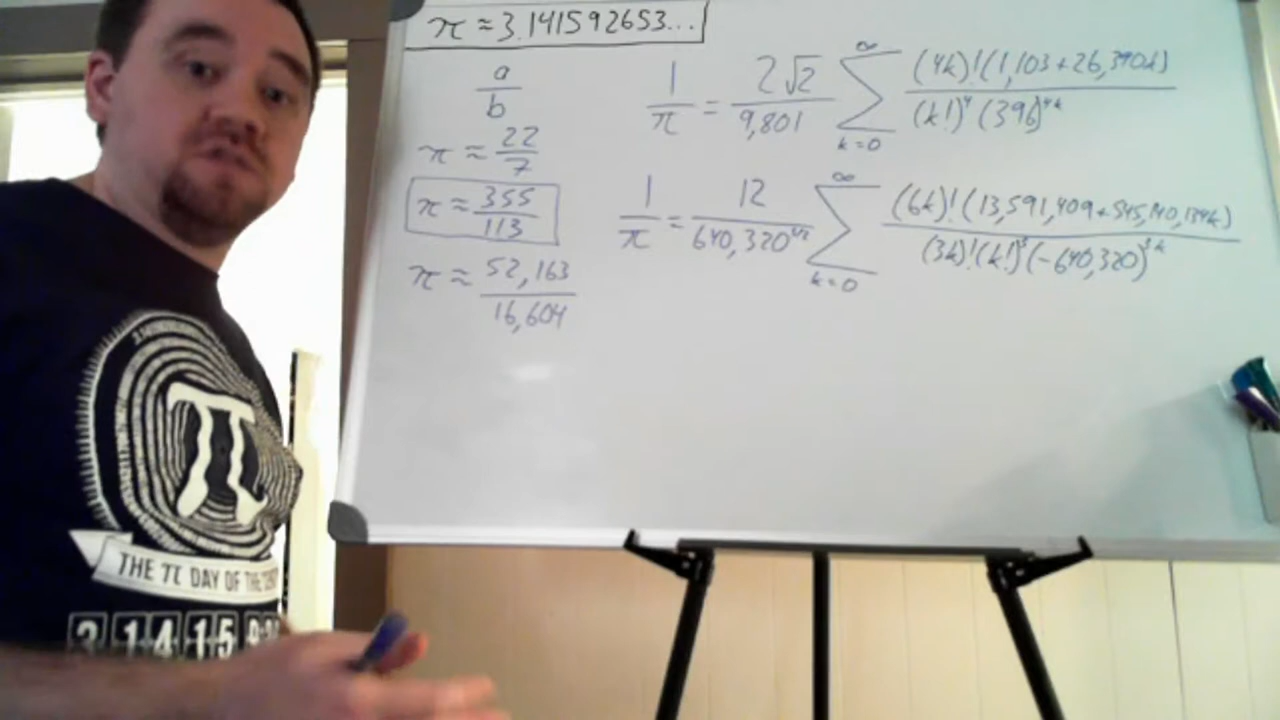 π ≈ 3.141592653...
a
b
π ≈ 22/7
π ≈ 355/113
π ≈ 52,163/16,604
1/π = 2√2/9,801 ∑ k=0 ∞ (4k)!(1,103+26,390k)/(k!)⁴(396)⁴ᵏ
1/π = 12/640,320^3/2 ∑ k=0 ∞ (6k)!(13,591,409+545,140,134k)/(3k)!(k!)³(-640,320)³ᵏ
π
THE π DAY OF THE
3 14 15